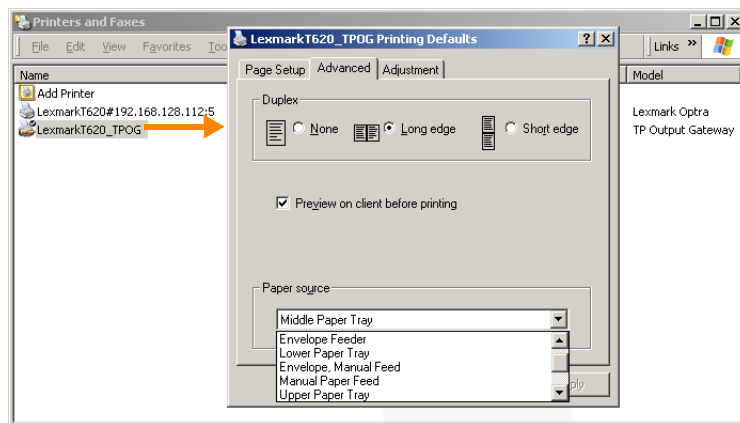 Printers and Faxes
File Edit View Favorites Too
Links »
Name
Model
Add Printer
LexmarkT620#192.168.128.112:5
Lexmark Optra
LexmarkT620_TPOG
TP Output Gateway
LexmarkT620_TPOG Printing Defaults
Page Setup Advanced Adjustment
Duplex
None Long edge Short edge
Preview on client before printing
Paper source
Middle Paper Tray
Envelope Feeder
Lower Paper Tray
Envelope, Manual Feed
Manual Paper Feed
Upper Paper Tray
ply